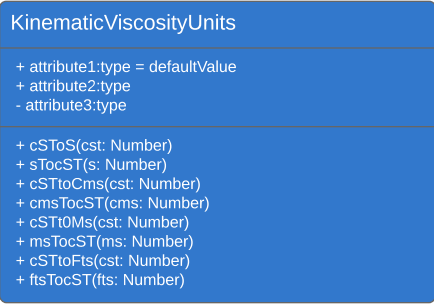 KinematicViscosityUnits
+ attribute1:type = defaultValue
+ attribute2:type
- attribute3:type
+ cSToS(cst: Number)
+ sTocST(s: Number)
+ cSTtoCms(cst: Number)
+ cmsTocST(cms: Number)
+ cSTt0Ms(cst: Number)
+ msTocST(ms: Number)
+ cSTtoFts(cst: Number)
+ ftsTocST(fts: Number)